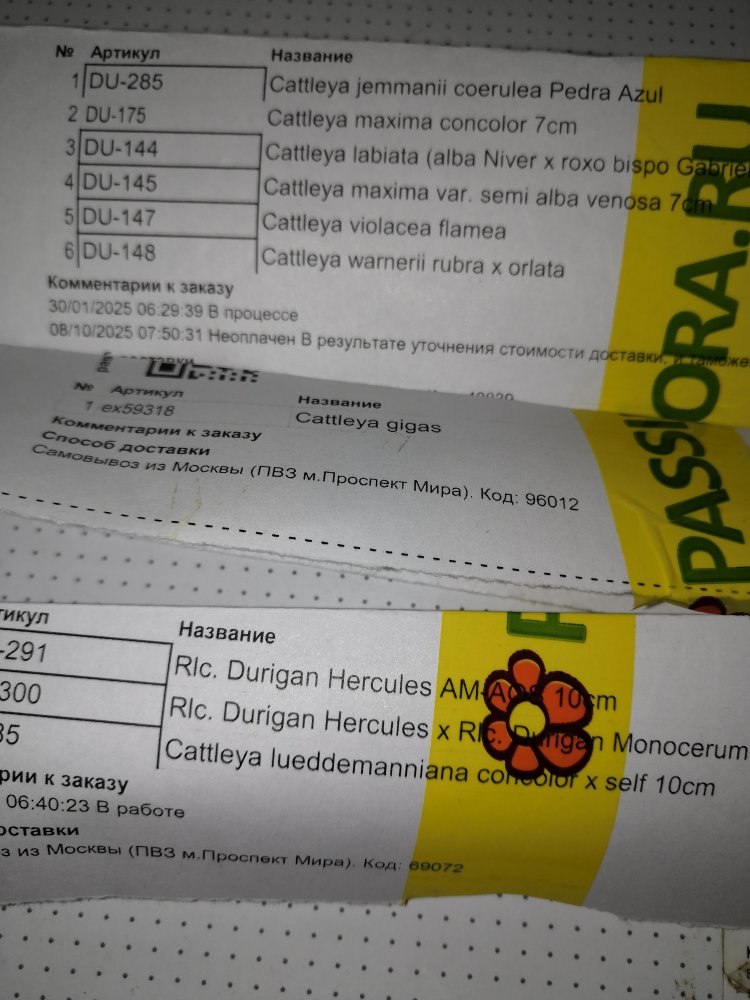 № Артикул Название
1 DU-285 Cattleya jemmanii coerulea Pedra Azul
2 DU-175 Cattleya maxima concolor 7cm
3 DU-144 Cattleya labiata (alba Niver x roxo bispo Gabriel
4 DU-145 Cattleya maxima var. semi alba venosa 7cm
5 DU-147 Cattleya violacea flamea
6 DU-148 Cattleya warnerii rubra x orlata
Комментарии к заказу
30/01/2025 06:29:39 В процессе
08/10/2025 07:50:31 Неоплачен В результате уточнения стоимости доставки, и таможе
PASSIORA.RU
№ Артикул Название
1 ex59318 Cattleya gigas
Комментарии к заказу
Способ доставки
Самовывоз из Москвы (ПВЗ м.Проспект Мира). Код: 96012
тикул Название
-291 Rlc. Durigan Hercules AM-AOS 10cm
300 Rlc. Durigan Hercules x Rlc. Durigan Monocerum
35 Cattleya lueddemanniana concolor x self 10cm
рии к заказу
06:40:23 В работе
оставки
з из Москвы (ПВЗ м.Проспект Мира). Код: 69072